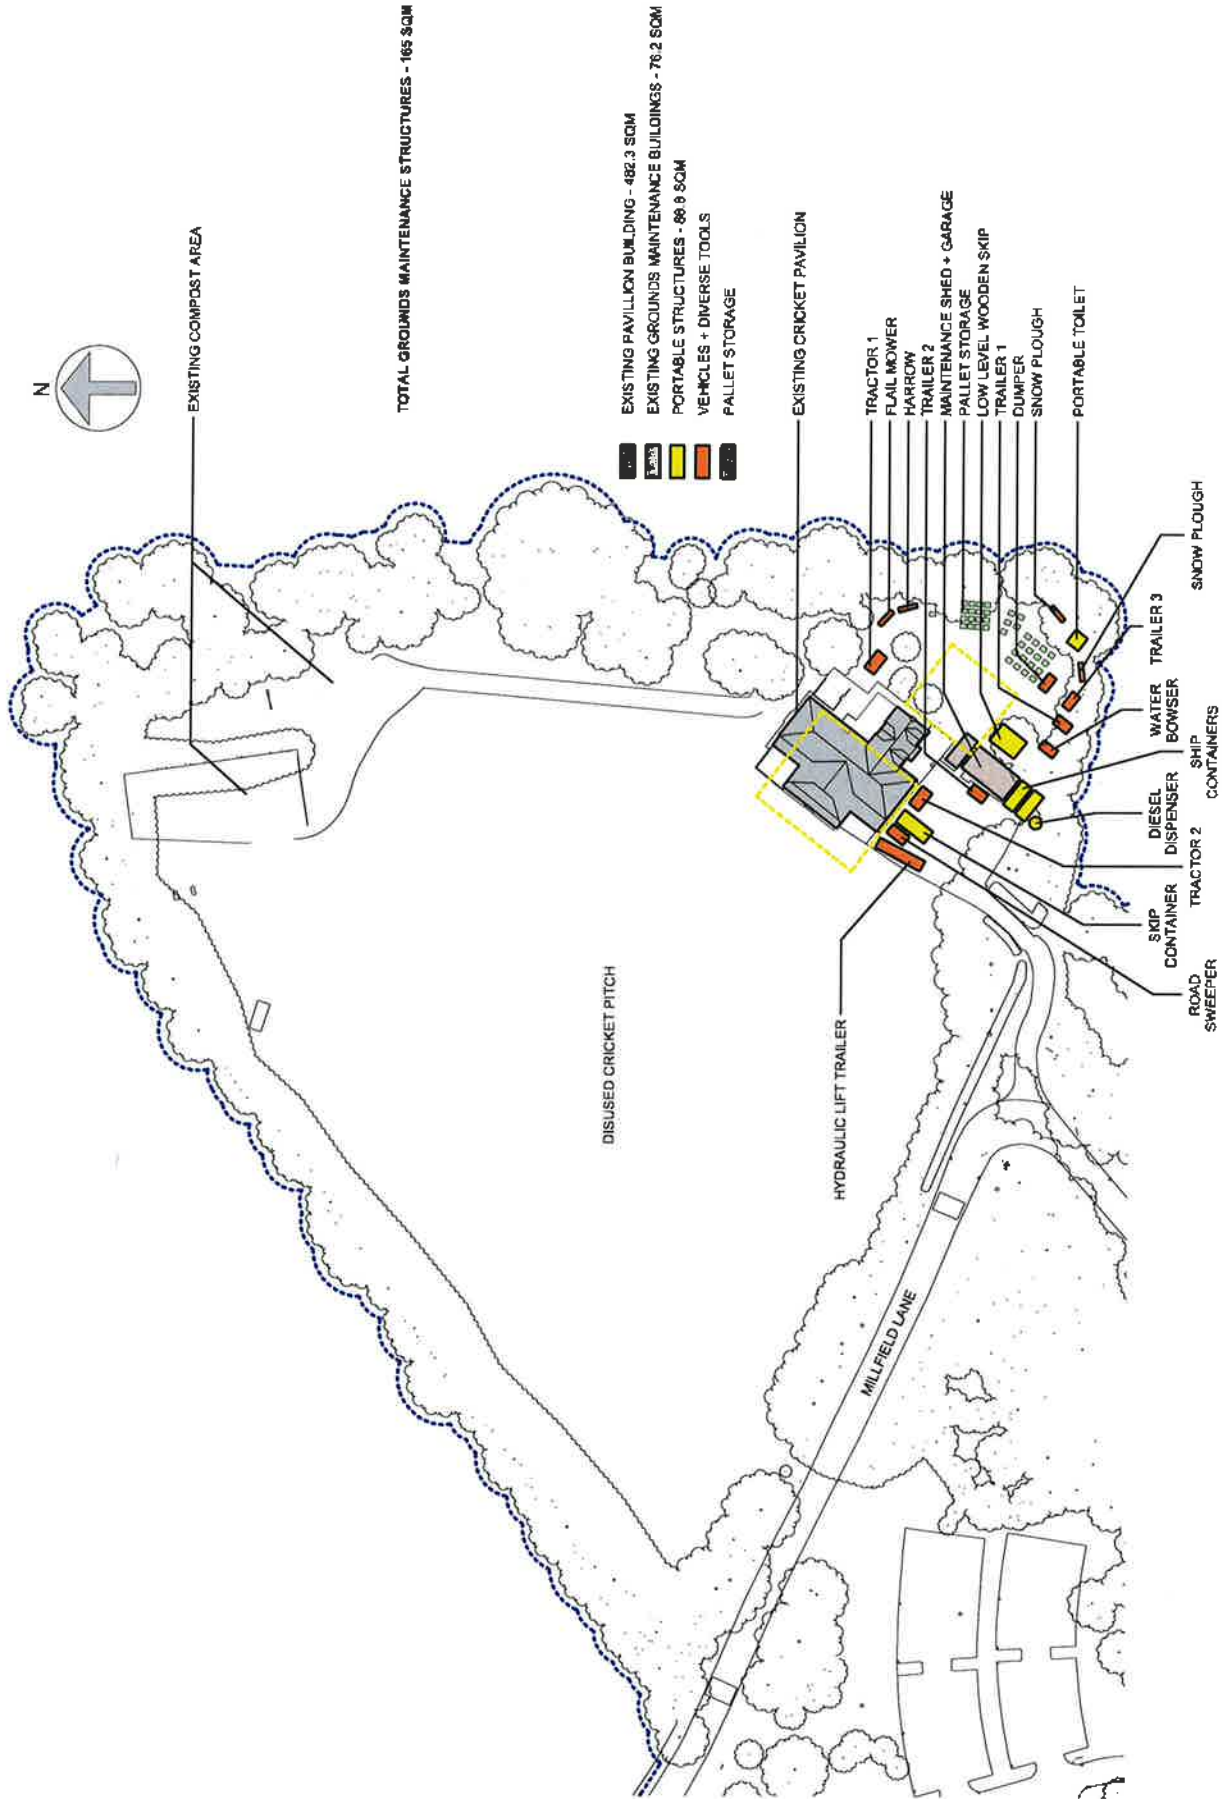 N
EXISTING COMPOST AREA
TOTAL GROUNDS MAINTENANCE STRUCTURES - 165 SQM
EXISTING PAVILLION BUILDING - 482.3 SQM
EXISTING GROUNDS MAINTENANCE BUILDINGS - 76.2 SQM
PORTABLE STRUCTURES - 88.8 SQM
VEHICLES + DIVERSE TOOLS
PALLET STORAGE
EXISTING CRICKET PAVILION
TRACTOR 1
FLAIL MOWER
HARROW
TRAILER 2
MAINTENANCE SHED + GARAGE
PALLET STORAGE
LOW LEVEL WOODEN SKIP
TRAILER 1
DUMPER
SNOW PLOUGH
PORTABLE TOILET
DISUSED CRICKET PITCH
HYDRAULIC LIFT TRAILER
MILLFIELD LANE
ROAD
SWEEPER
SKIP
CONTAINER
TRACTOR 2
DIESEL
DISPENSER
SHIP
CONTAINERS
WATER
BOWSER
TRAILER 3
SNOW PLOUGH